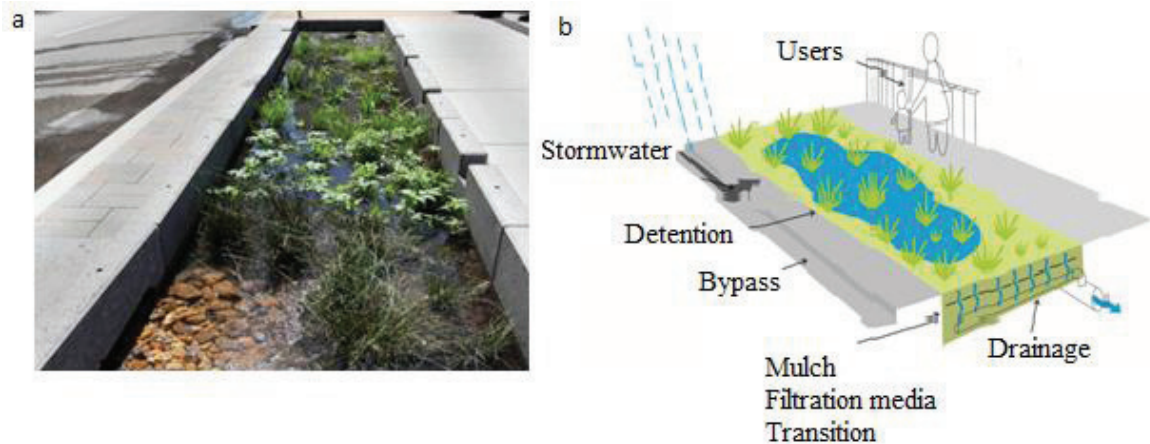 a
b
Users
Stormwater
Detention
Bypass
Drainage
Mulch
Filtration media
Transition